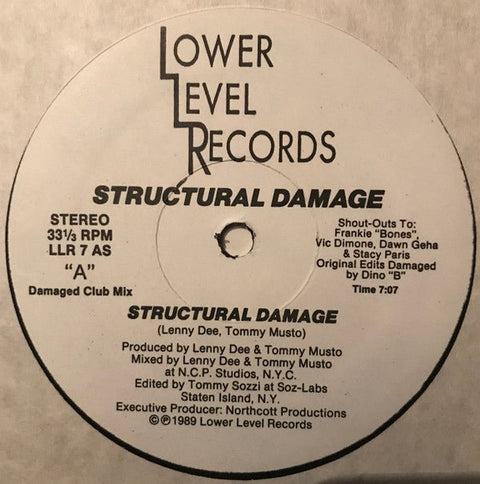 LOWER
LEVEL
RECORDS
STRUCTURAL DAMAGE
STEREO
33⅓ RPM
LLR 7 AS
"A"
Damaged Club Mix
Shout-Outs To:
Frankie "Bones",
Vic Dimone, Dawn Geha
& Stacy Paris
Original Edits Damaged
by Dino "B"
Time 7:07
STRUCTURAL DAMAGE
(Lenny Dee, Tommy Musto)
Produced by Lenny Dee & Tommy Musto
Mixed by Lenny Dee & Tommy Musto
at N.C.P. Studios, N.Y.C.
Edited by Tommy Sozzi at Soz-Labs
Staten Island, N.Y.
Executive Producer: Northcott Productions
©℗1989 Lower Level Records